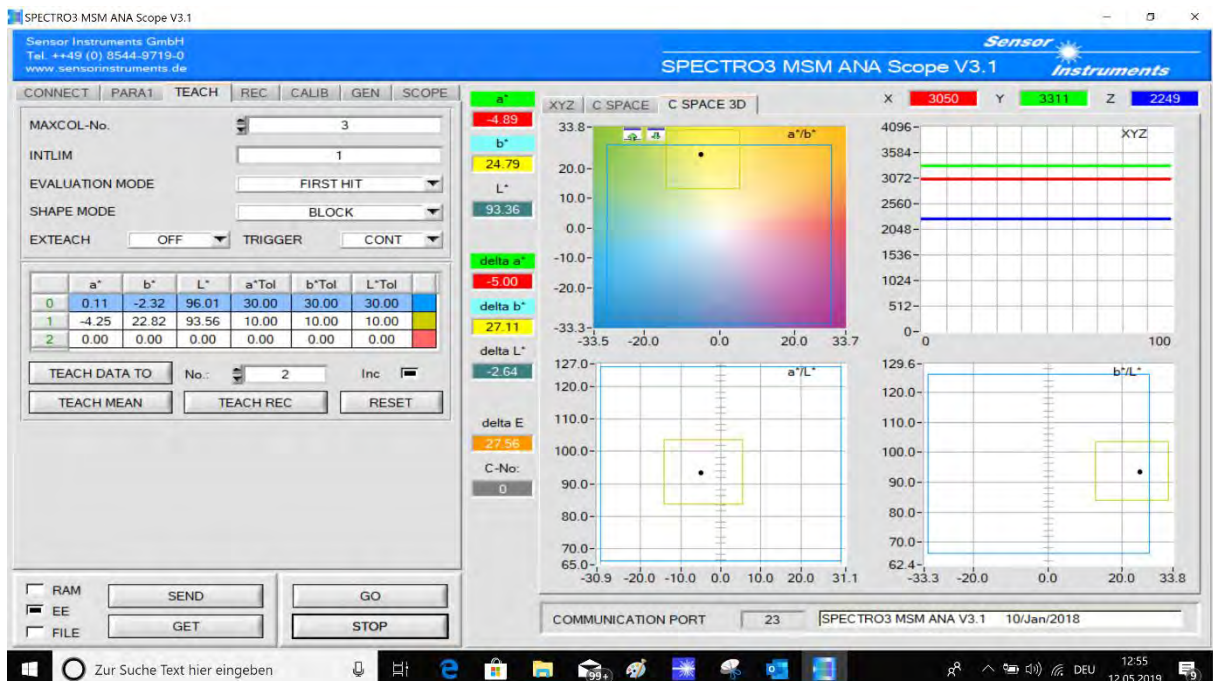 SPECTRO3 MSM ANA Scope V3.1
Sensor Instruments GmbH
Tel. ++49 (0) 8544-9719-0
www.sensorinstruments.de
SPECTRO3 MSM ANA Scope V3.1
Sensor
Instruments
CONNECT PARA1 TEACH REC CALIB GEN SCOPE
MAXCOL-No. 3
INTLIM 1
EVALUATION MODE FIRST HIT
SHAPE MODE BLOCK
EXTEACH OFF TRIGGER CONT
a* b* L* a*Tol b*Tol L*Tol
0 0.11 -2.32 96.01 30.00 30.00 30.00
1 -4.25 22.82 93.56 10.00 10.00 10.00
2 0.00 0.00 0.00 0.00 0.00 0.00
TEACH DATA TO No.: 2 Inc
TEACH MEAN TEACH REC RESET
RAM
EE
FILE
SEND GO
GET STOP
a*
-4.89
b*
24.79
L*
93.36
delta a*
-5.00
delta b*
27.11
delta L*
-2.64
delta E
27.56
C-No:
0
XYZ C SPACE C SPACE 3D
X 3050 Y 3311 Z 2249
a*/b*
33.8
20.0
10.0
0.0
-10.0
-20.0
-33.3
-33.5 -20.0 0.0 20.0 33.7
XYZ
4096
3584
3072
2560
2048
1536
1024
512
0
0 100
a*/L*
127.0
120.0
110.0
100.0
90.0
80.0
70.0
65.0
-30.9 -20.0 -10.0 0.0 10.0 20.0 31.1
b*/L*
129.6
120.0
110.0
100.0
90.0
80.0
70.0
62.4
-33.3 -20.0 0.0 20.0 33.8
COMMUNICATION PORT 23 SPECTRO3 MSM ANA V3.1 10/Jan/2018
Zur Suche Text hier eingeben
99+
DEU
12:55
12.05.2019
9